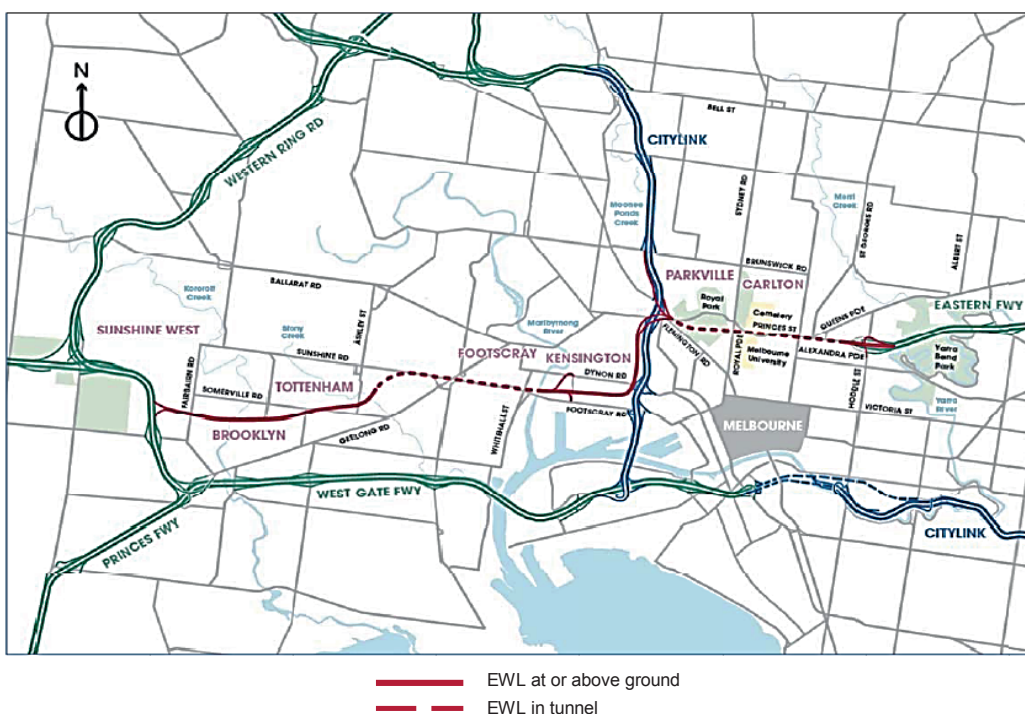 N
WESTERN RING RD
BELL ST
CITYLINK
SYDNEY RD
Moonee
Ponds
Creek
Merri
Creek
ST GEORGES RD
ALBERT ST
BRUNSWICK RD
PARKVILLE
CARLTON
Royal
Park
Cemetery
PRINCES ST
QUEENS PDE
EASTERN FWY
BALLARAT RD
Kororoit
Creek
Stony
Creek
ASHLEY ST
Maribyrnong
River
FLEMINGTON RD
ROYAL PDE
Melbourne
University
ALEXANDRA PDE
Yarra
Bend
Park
SUNSHINE WEST
SUNSHINE RD
FOOTSCRAY
KENSINGTON
DYNON RD
FAIRBAIRN RD
SOMERVILLE RD
TOTTENHAM
HODDLE ST
VICTORIA ST
Yarra
River
BROOKLYN
GEELONG RD
WHITEHALL ST
FOOTSCRAY RD
MELBOURNE
WEST GATE FWY
PRINCES FWY
CITYLINK
EWL at or above ground
EWL in tunnel